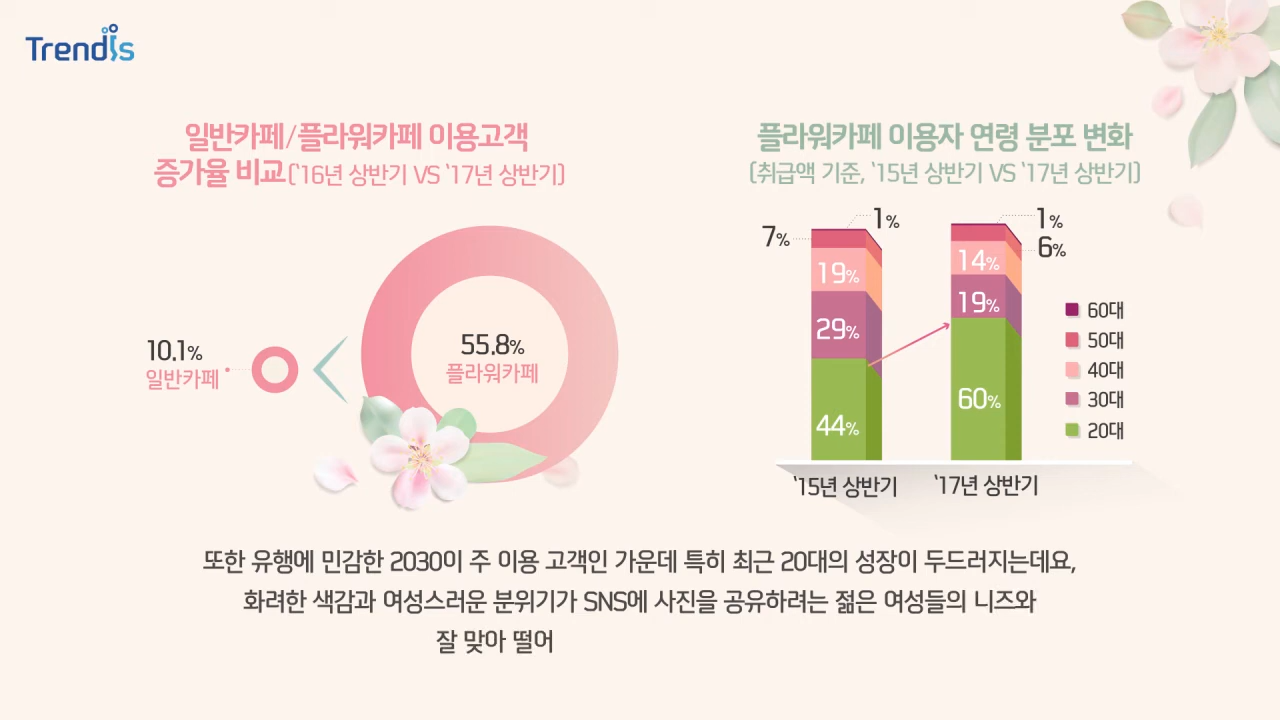 Trendis
일반카페/플라워카페 이용고객
증가율 비교(‘16년 상반기 VS ‘17년 상반기)
10.1%
일반카페
55.8%
플라워카페
플라워카페 이용자 연령 분포 변화
(취급액 기준, ‘15년 상반기 VS ‘17년 상반기)
1%
7%
19%
29%
44%
1%
6%
14%
19%
60%
60대
50대
40대
30대
20대
‘15년 상반기
‘17년 상반기
또한 유행에 민감한 2030이 주 이용 고객인 가운데 특히 최근 20대의 성장이 두드러지는데요,
화려한 색감과 여성스러운 분위기가 SNS에 사진을 공유하려는 젊은 여성들의 니즈와
잘 맞아 떨어